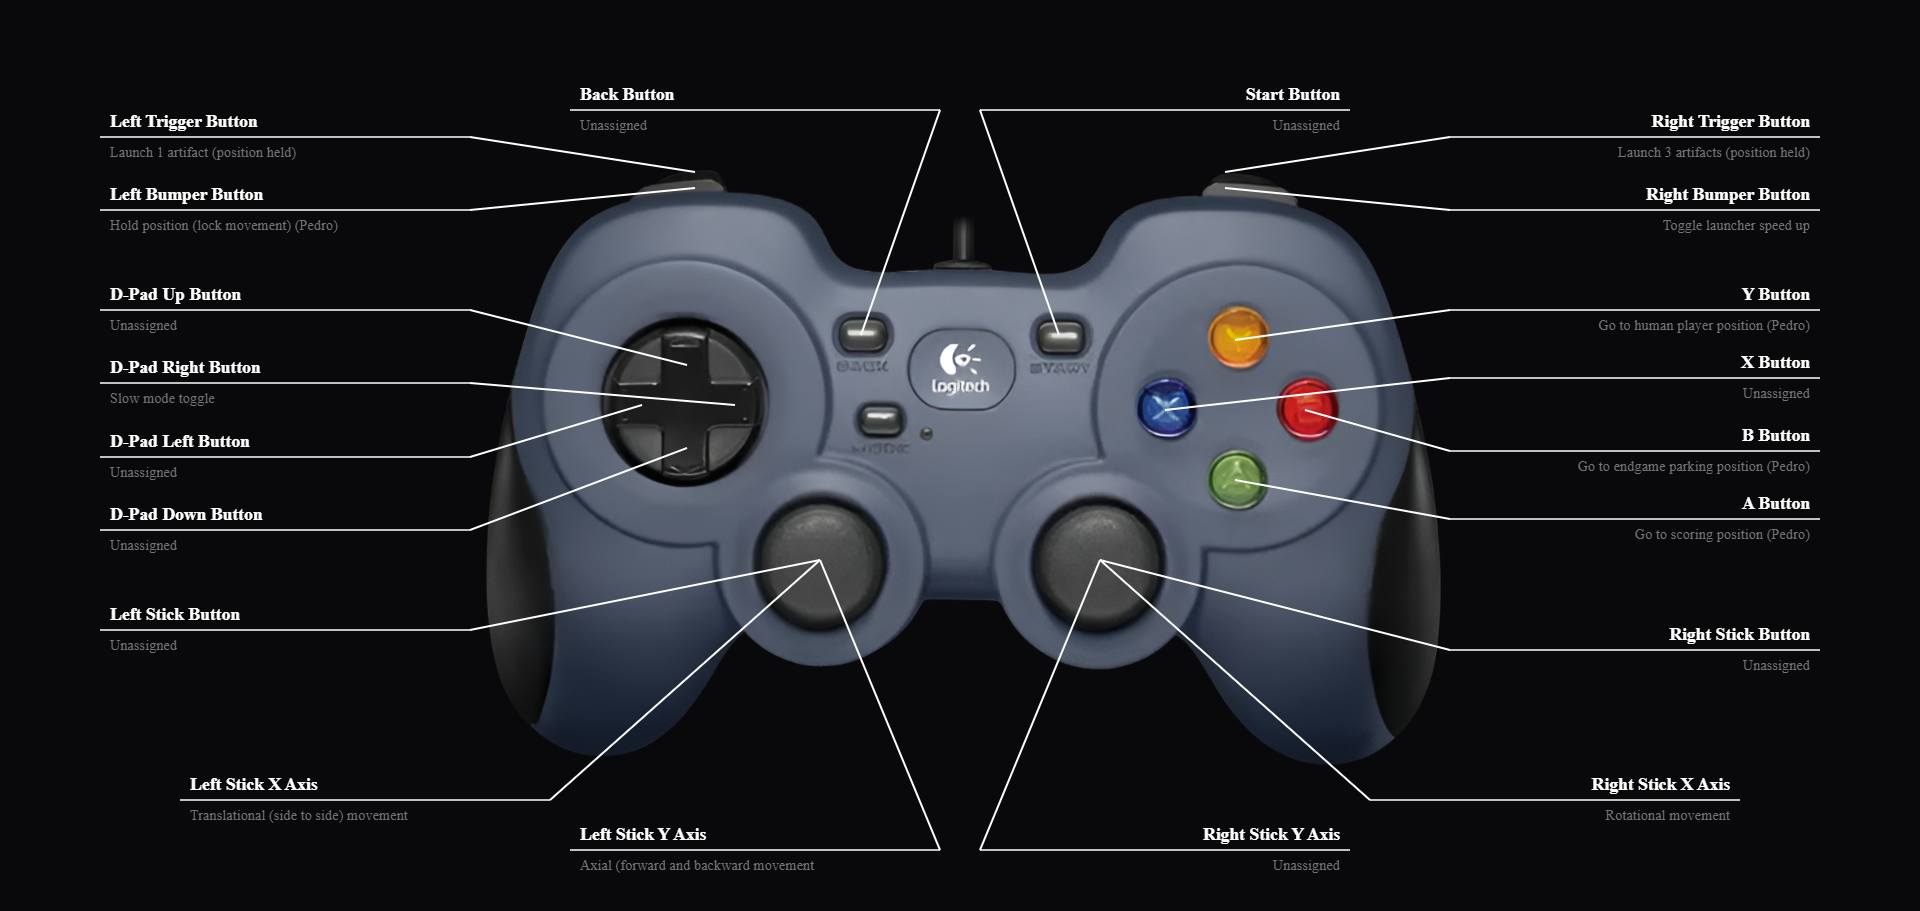 Back Button
Unassigned
Start Button
Unassigned
Left Trigger Button
Launch 1 artifact (position held)
Left Bumper Button
Hold position (lock movement) (Pedro)
D-Pad Up Button
Unassigned
D-Pad Right Button
Slow mode toggle
D-Pad Left Button
Unassigned
D-Pad Down Button
Unassigned
Left Stick Button
Unassigned
Left Stick X Axis
Translational (side to side) movement
Left Stick Y Axis
Axial (forward and backward movement
Right Trigger Button
Launch 3 artifacts (position held)
Right Bumper Button
Toggle launcher speed up
Y Button
Go to human player position (Pedro)
X Button
Unassigned
B Button
Go to endgame parking position (Pedro)
A Button
Go to scoring position (Pedro)
Right Stick Button
Unassigned
Right Stick X Axis
Rotational movement
Right Stick Y Axis
Unassigned
BACK
START
Logitech
MODE
Y
X
B
A